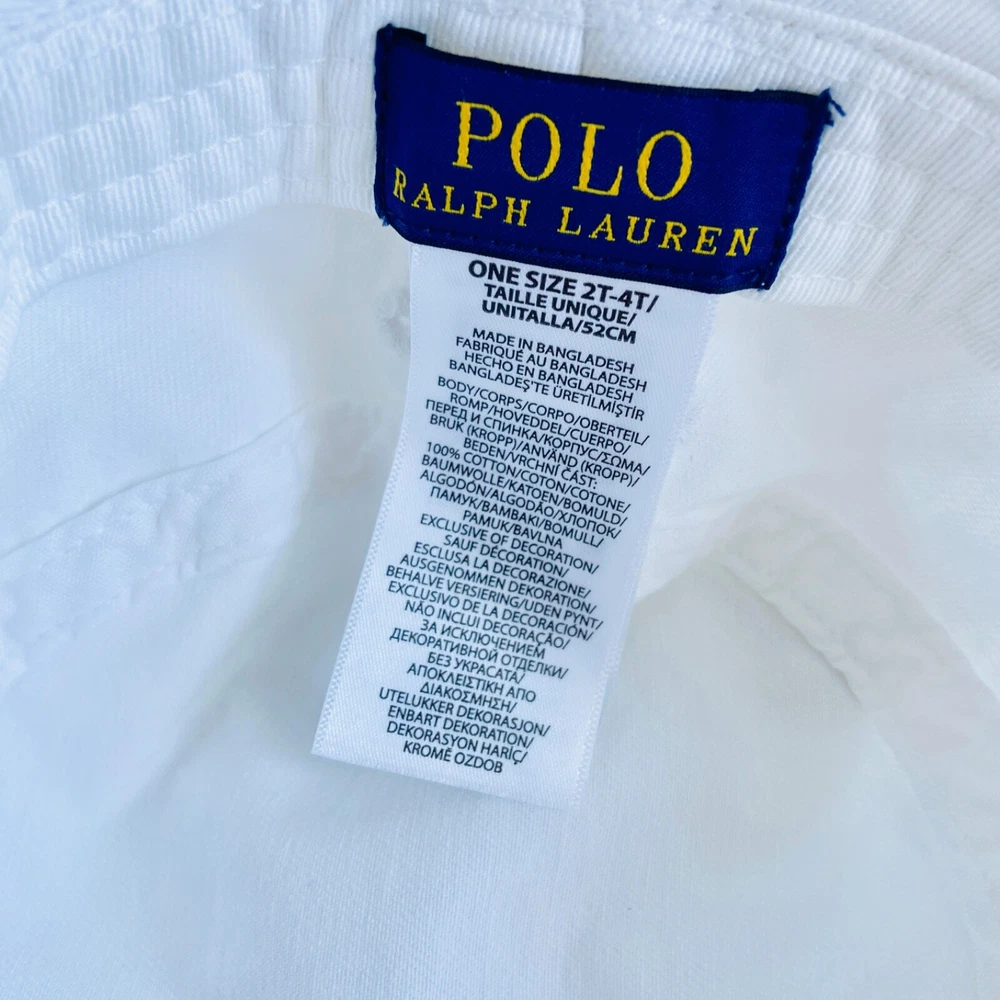 POLO
RALPH LAUREN
ONE SIZE 2T-4T/
TAILLE UNIQUE/
UNITALLA/52CM
MADE IN BANGLADESH
FABRIQUÉ AU BANGLADESH
HECHO EN BANGLADESH
BANGLADEŞ'TE ÜRETİLMİŞTİR
BODY/CORPS/CORPO/OBERTEIL/
ROMP/HOVEDDEL/CUERPO/
ПЕРЕД И СПИНКА/КОРПУС/ΣΩΜΑ/
BRUK (KROPP)/ANVÄND (KROPP)/
BEDEN/VRCHNÍ ČÁST:
100% COTTON/COTON/COTONE/
BAUMWOLLE/KATOEN/BOMULD/
ALGODÓN/ALGODÃO/ХЛОПОК/
ПАМУК/ΒΑΜΒΑΚΙ/BOMULL/
PAMUK/BAVLNA
EXCLUSIVE OF DECORATION/
SAUF DÉCORATION/
ESCLUSA LA DECORAZIONE/
AUSGENOMMEN DEKORATION/
BEHALVE VERSIERING/UDEN PYNT/
EXCLUSIVO DE LA DECORACIÓN/
NÃO INCLUI DECORAÇÃO/
ЗА ИСКЛЮЧЕНИЕМ
ДЕКОРАТИВНОЙ ОТДЕЛКИ/
БЕЗ УКРАСАТА/
ΑΠΟΚΛΕΙΣΤΙΚΗ ΑΠΟ
ΔΙΑΚΟΣΜΗΣΗ/
UTELUKKER DEKORASJON/
ENBART DEKORATION/
DEKORASYON HARİÇ/
KROMĚ OZDOB